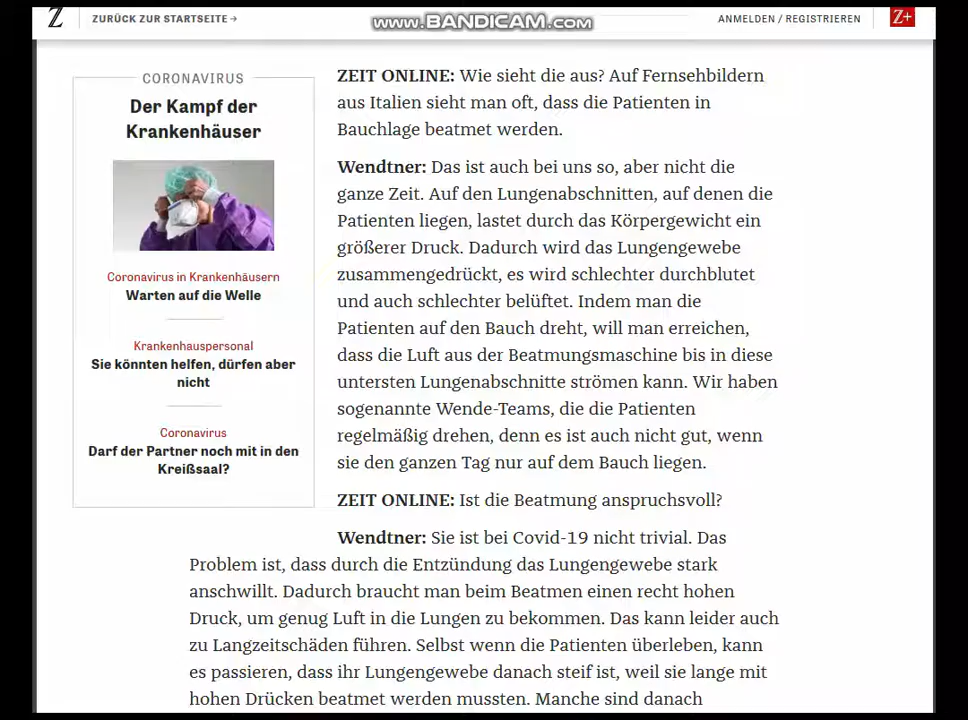 Z
ZURÜCK ZUR STARTSEITE →
www.BANDICAM.com
ANMELDEN / REGISTRIEREN
Z+
CORONAVIRUS
Der Kampf der
Krankenhäuser
Coronavirus in Krankenhäusern
Warten auf die Welle
Krankenhauspersonal
Sie könnten helfen, dürfen aber
nicht
Coronavirus
Darf der Partner noch mit in den
Kreißsaal?
ZEIT ONLINE: Wie sieht die aus? Auf Fernsehbildern
aus Italien sieht man oft, dass die Patienten in
Bauchlage beatmet werden.
Wendtner: Das ist auch bei uns so, aber nicht die
ganze Zeit. Auf den Lungenabschnitten, auf denen die
Patienten liegen, lastet durch das Körpergewicht ein
größerer Druck. Dadurch wird das Lungengewebe
zusammengedrückt, es wird schlechter durchblutet
und auch schlechter belüftet. Indem man die
Patienten auf den Bauch dreht, will man erreichen,
dass die Luft aus der Beatmungsmaschine bis in diese
untersten Lungenabschnitte strömen kann. Wir haben
sogenannte Wende-Teams, die die Patienten
regelmäßig drehen, denn es ist auch nicht gut, wenn
sie den ganzen Tag nur auf dem Bauch liegen.
ZEIT ONLINE: Ist die Beatmung anspruchsvoll?
Wendtner: Sie ist bei Covid-19 nicht trivial. Das
Problem ist, dass durch die Entzündung das Lungengewebe stark
anschwillt. Dadurch braucht man beim Beatmen einen recht hohen
Druck, um genug Luft in die Lungen zu bekommen. Das kann leider auch
zu Langzeitschäden führen. Selbst wenn die Patienten überleben, kann
es passieren, dass ihr Lungengewebe danach steif ist, weil sie lange mit
hohen Drücken beatmet werden mussten. Manche sind danach